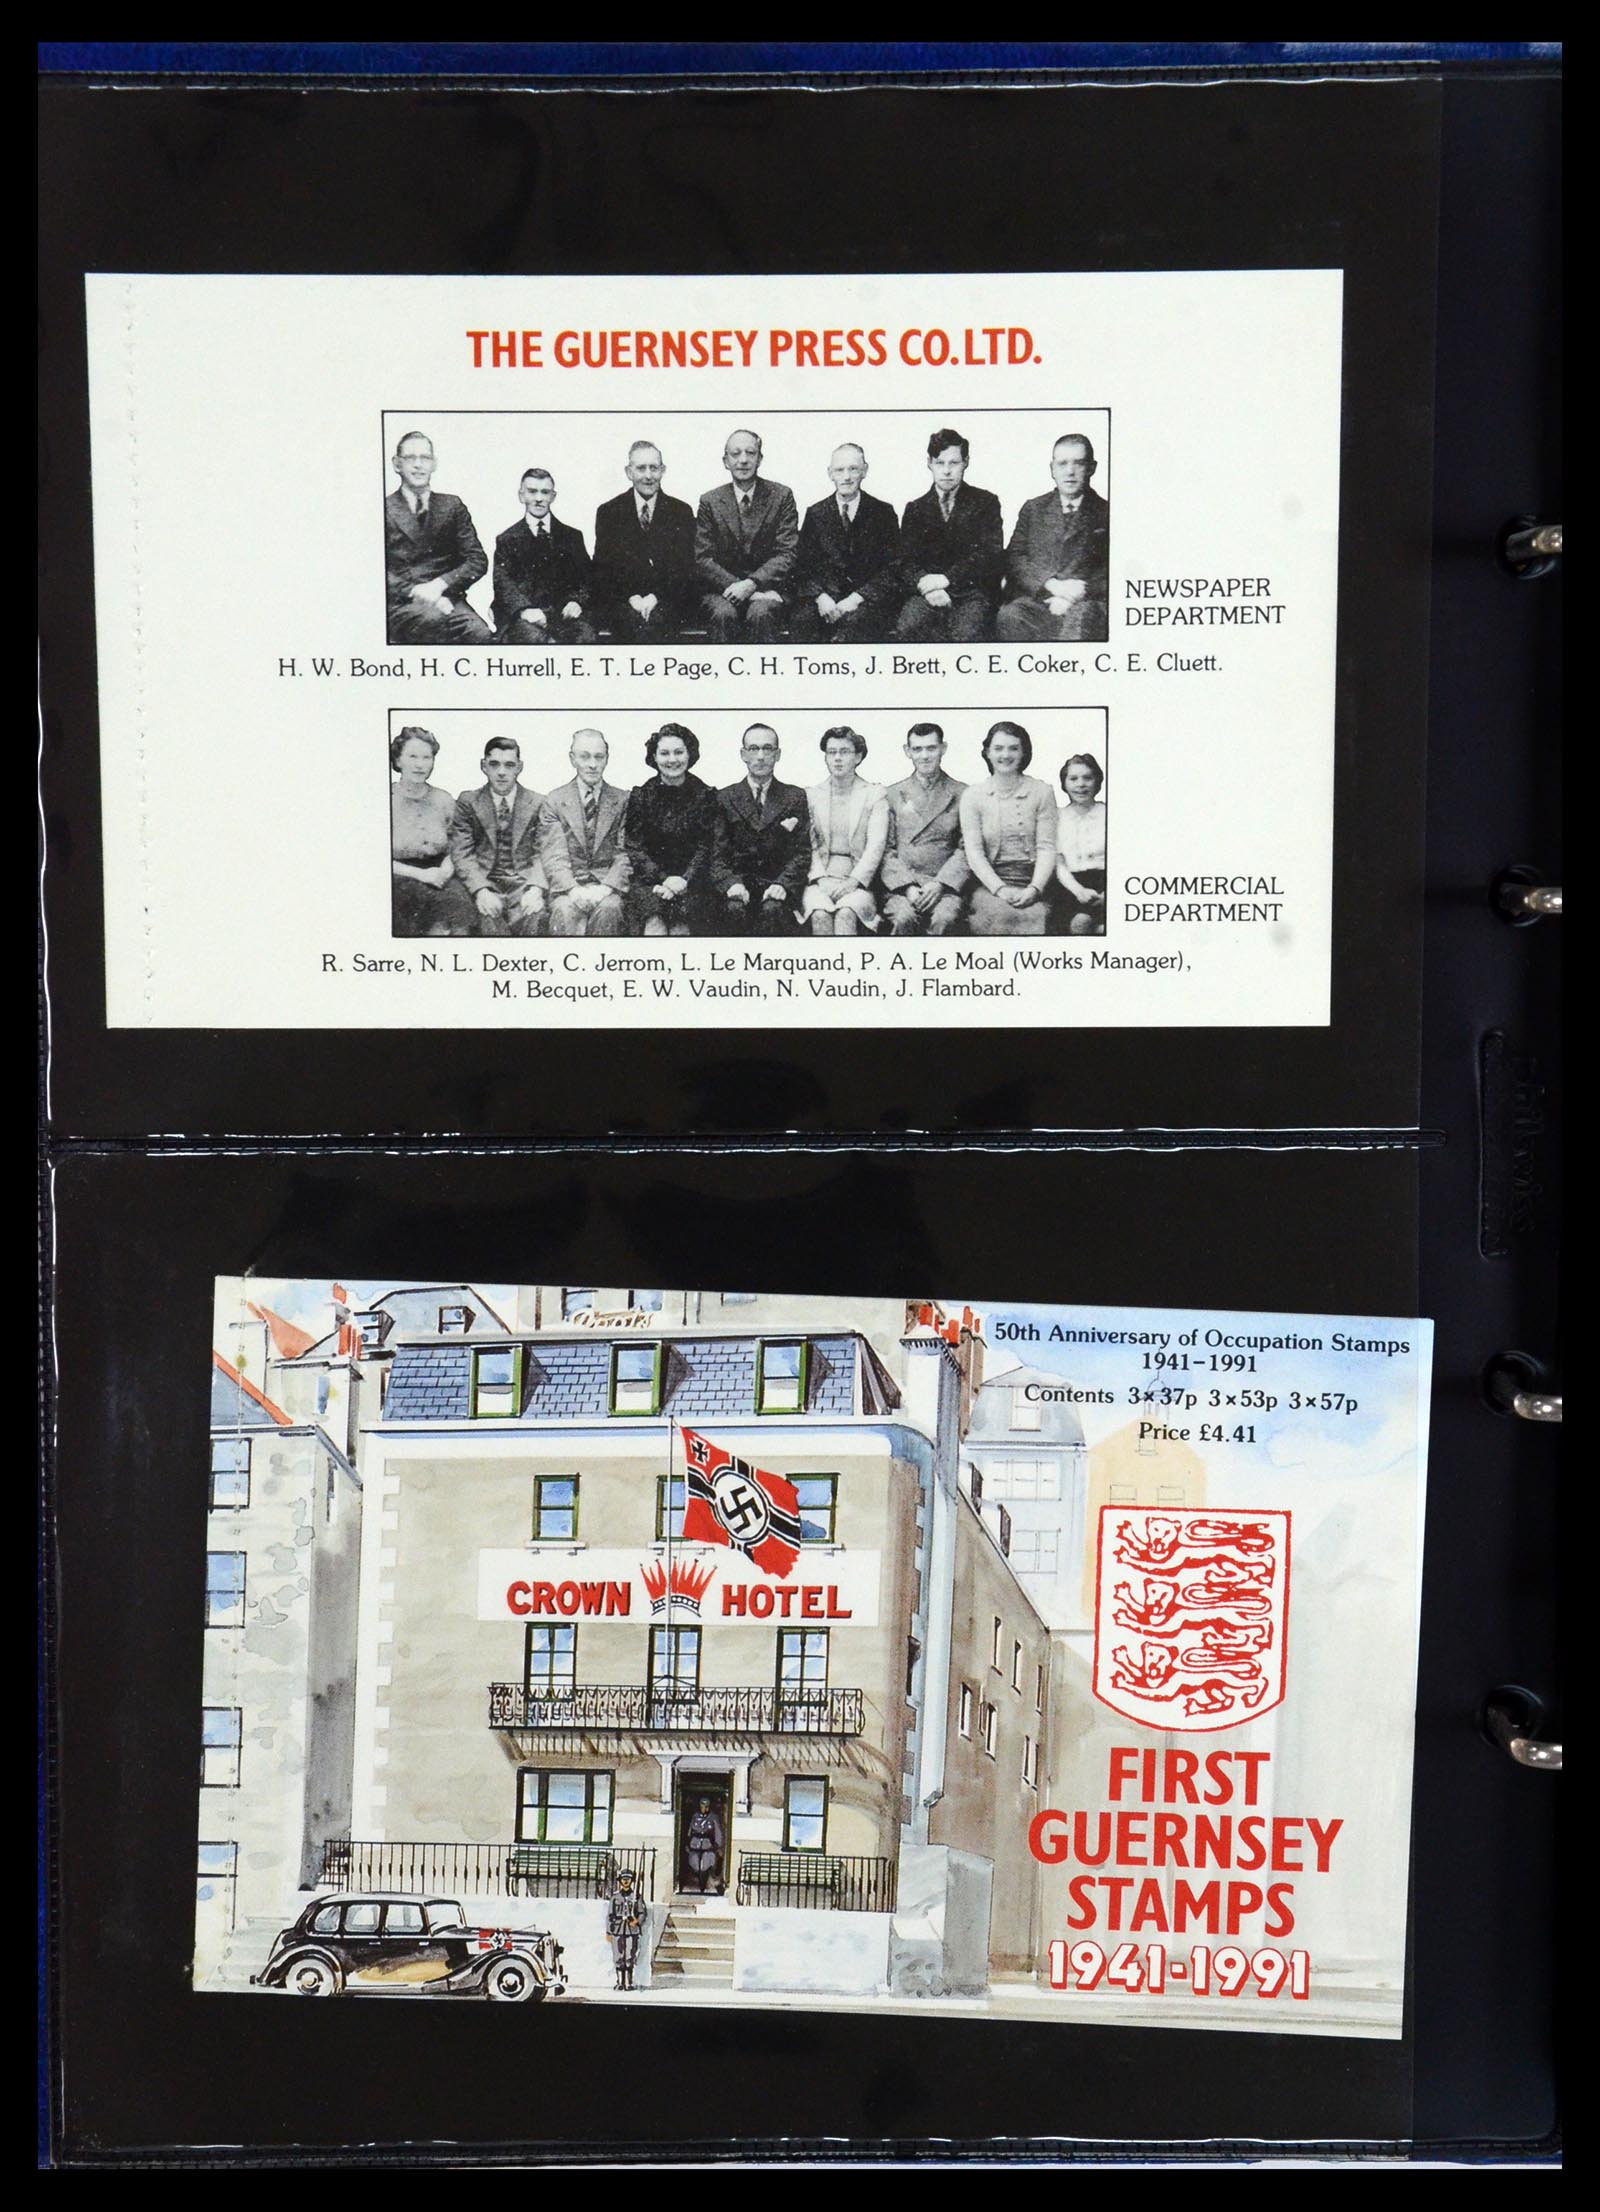 THE GUERNSEY PRESS CO.LTD.
NEWSPAPER
DEPARTMENT
H. W. Bond, H. C. Hurrell, E. T. Le Page, C. H. Toms, J. Brett, C. E. Coker, C. E. Cluett.
COMMERCIAL
DEPARTMENT
R. Sarre, N. L. Dexter, C. Jerrom, L. Le Marquand, P. A. Le Moal (Works Manager),
M. Becquet, E. W. Vaudin, N. Vaudin, J. Flambard.
50th Anniversary of Occupation Stamps
1941–1991
Contents 3×37p 3×53p 3×57p
Price £4.41
CROWN HOTEL
FIRST
GUERNSEY
STAMPS
1941-1991